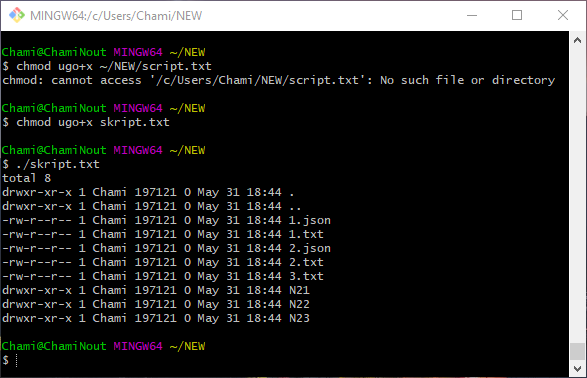 MINGW64:/c/Users/Chami/NEW
Chami@ChamiNout MINGW64 ~/NEW
$ chmod ugo+x ~/NEW/script.txt
chmod: cannot access '/c/Users/Chami/NEW/script.txt': No such file or directory
Chami@ChamiNout MINGW64 ~/NEW
$ chmod ugo+x skript.txt
Chami@ChamiNout MINGW64 ~/NEW
$ ./skript.txt
total 8
drwxr-xr-x 1 Chami 197121 0 May 31 18:44 .
drwxr-xr-x 1 Chami 197121 0 May 31 18:44 ..
-rw-r--r-- 1 Chami 197121 0 May 31 18:44 1.json
-rw-r--r-- 1 Chami 197121 0 May 31 18:44 1.txt
-rw-r--r-- 1 Chami 197121 0 May 31 18:44 2.json
-rw-r--r-- 1 Chami 197121 0 May 31 18:44 2.txt
-rw-r--r-- 1 Chami 197121 0 May 31 18:44 3.txt
drwxr-xr-x 1 Chami 197121 0 May 31 18:44 N21
drwxr-xr-x 1 Chami 197121 0 May 31 18:44 N22
drwxr-xr-x 1 Chami 197121 0 May 31 18:44 N23
Chami@ChamiNout MINGW64 ~/NEW
$